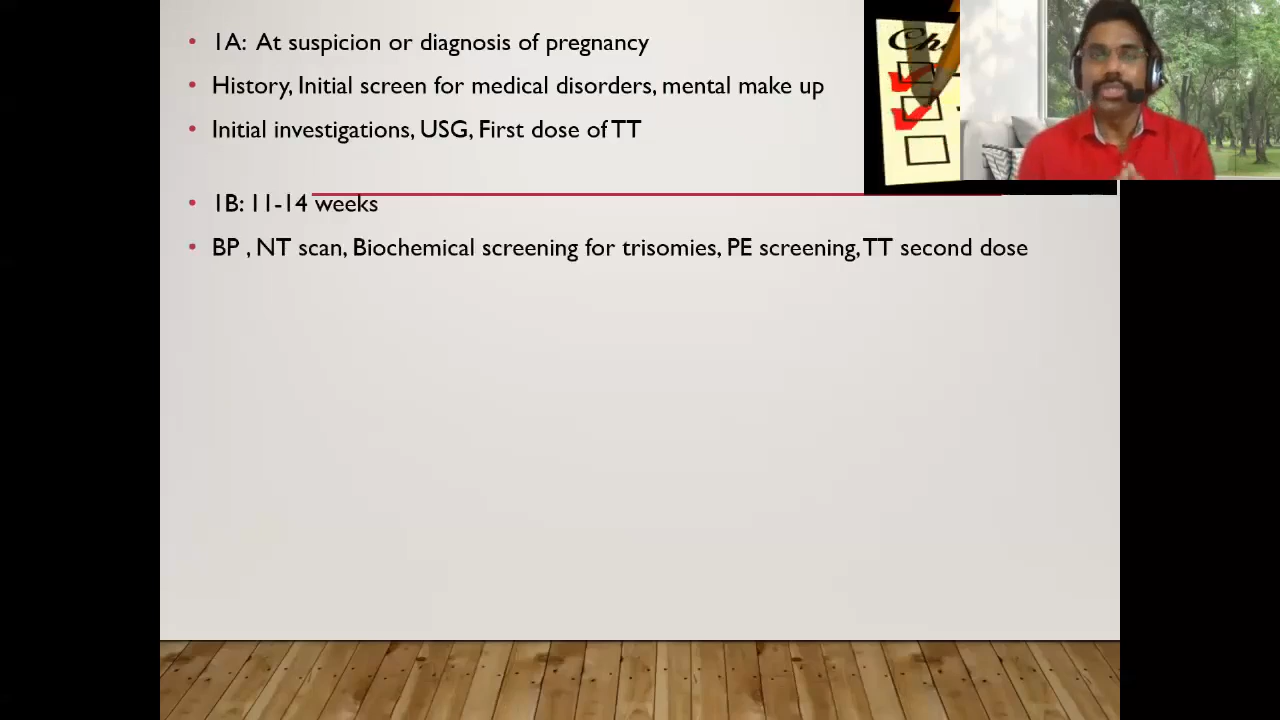 1A: At suspicion or diagnosis of pregnancy
History, Initial screen for medical disorders, mental make up
Initial investigations, USG, First dose of TT
1B: 11-14 weeks
BP , NT scan, Biochemical screening for trisomies, PE screening, TT second dose